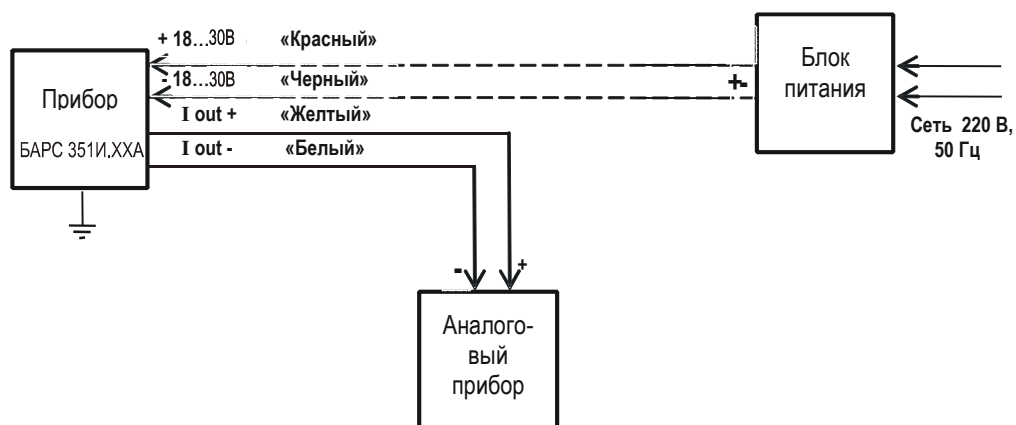 + 18...30В «Красный»
- 18...30В «Черный»
I out + «Желтый»
I out - «Белый»
Прибор
БАРС 351И.ХХА
Блок
питания
+-
Сеть 220 В,
50 Гц
- +
Аналого-
вый
прибор